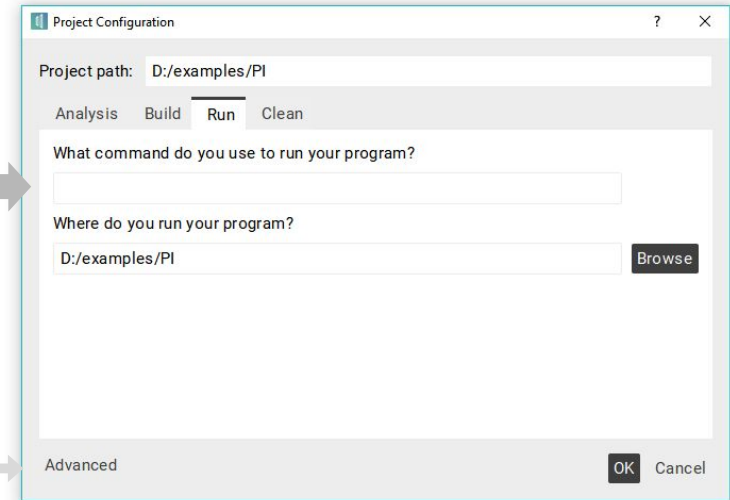 Project Configuration ? ×
Project path: D:/examples/PI
Analysis Build Run Clean
What command do you use to run your program?
Where do you run your program?
D:/examples/PI Browse
Advanced OK Cancel